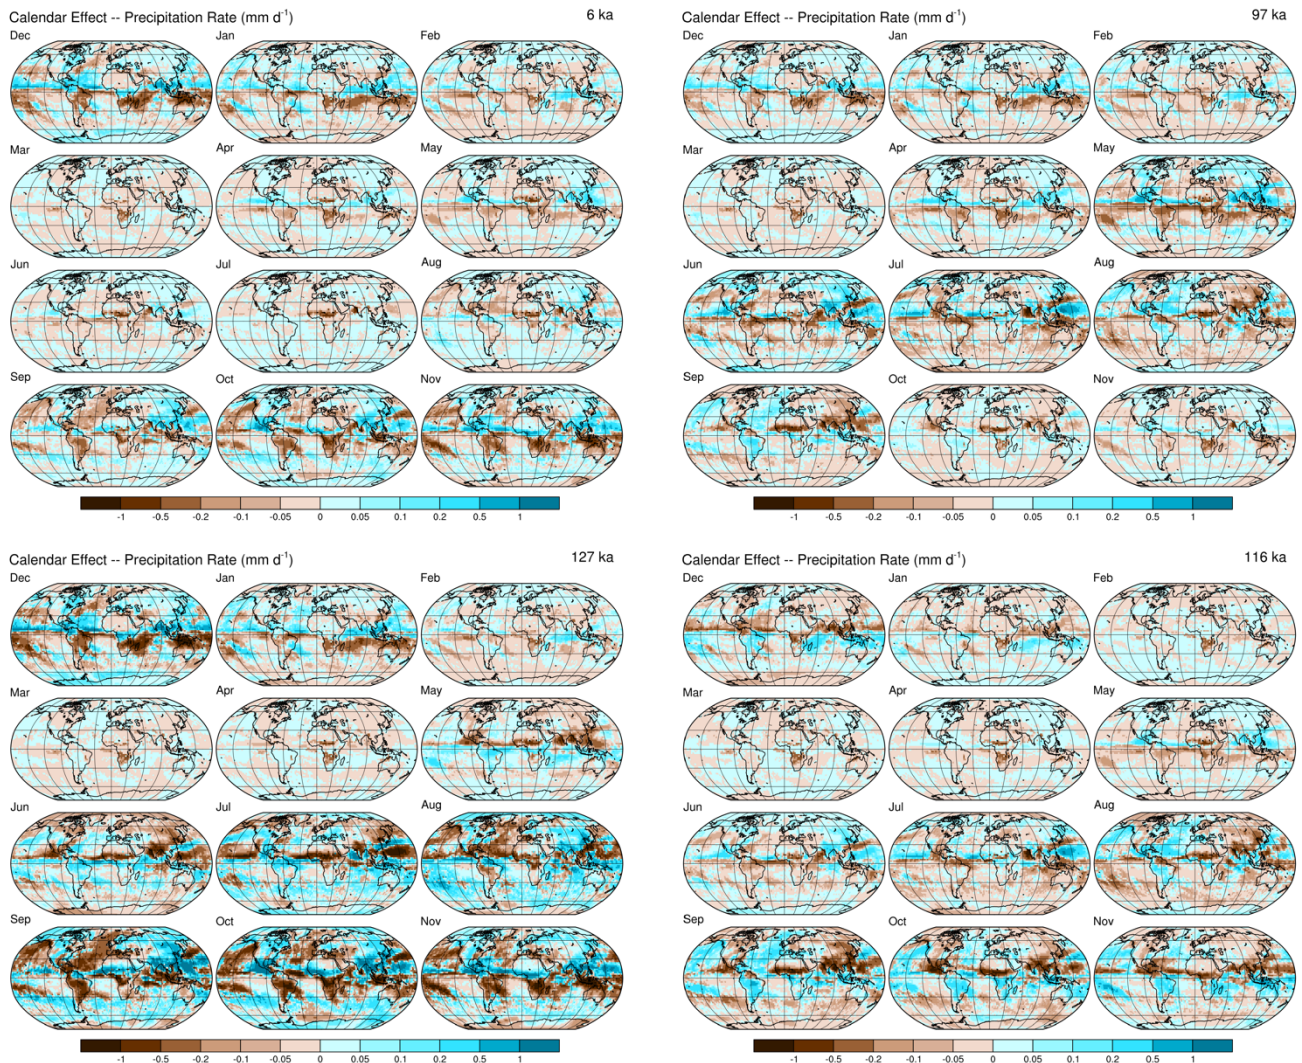 Calendar Effect -- Precipitation Rate (mm d⁻¹) 6 ka
Dec Jan Feb
Mar Apr May
Jun Jul Aug
Sep Oct Nov
-1 -0.5 -0.2 -0.1 -0.05 0 0.05 0.1 0.2 0.5 1
Calendar Effect -- Precipitation Rate (mm d⁻¹) 97 ka
Dec Jan Feb
Mar Apr May
Jun Jul Aug
Sep Oct Nov
-1 -0.5 -0.2 -0.1 -0.05 0 0.05 0.1 0.2 0.5 1
Calendar Effect -- Precipitation Rate (mm d⁻¹) 127 ka
Dec Jan Feb
Mar Apr May
Jun Jul Aug
Sep Oct Nov
-1 -0.5 -0.2 -0.1 -0.05 0 0.05 0.1 0.2 0.5 1
Calendar Effect -- Precipitation Rate (mm d⁻¹) 116 ka
Dec Jan Feb
Mar Apr May
Jun Jul Aug
Sep Oct Nov
-1 -0.5 -0.2 -0.1 -0.05 0 0.05 0.1 0.2 0.5 1